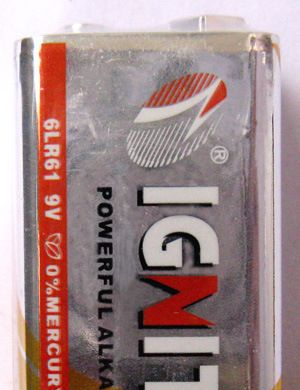 ® IGNIT
POWERFUL ALKA
6LR61 9V 0% MERCUR